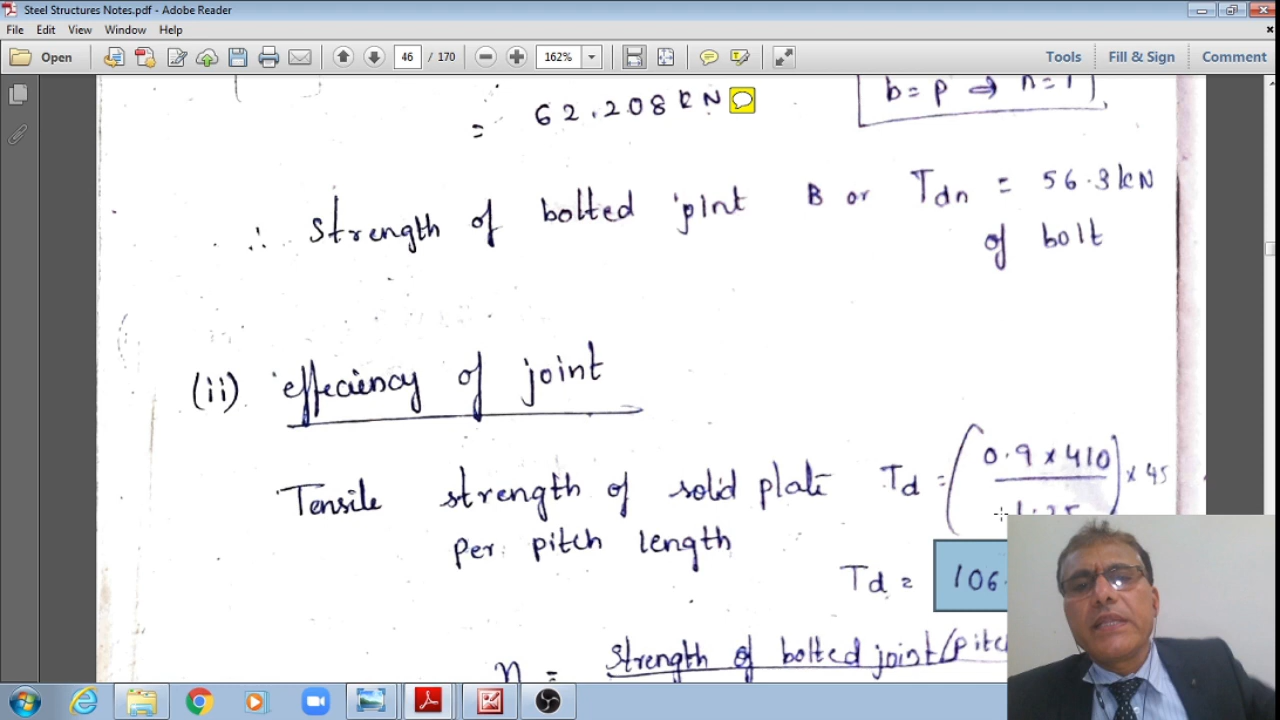 Steel Structures Notes.pdf - Adobe Reader
File Edit View Window Help
Open 46 / 170 162% Tools Fill & Sign Comment
b = p ⇒ n = 1
= 62.208 kN
∴ Strength of bolted joint B or Tdn = 56.3 kN
of bolt
(ii) effeciency of joint
Tensile strength of solid plate Td = (0.9 x 410 / 1.25) x 45
per pitch length
Td = 106.
η = Strength of bolted joint/pitc